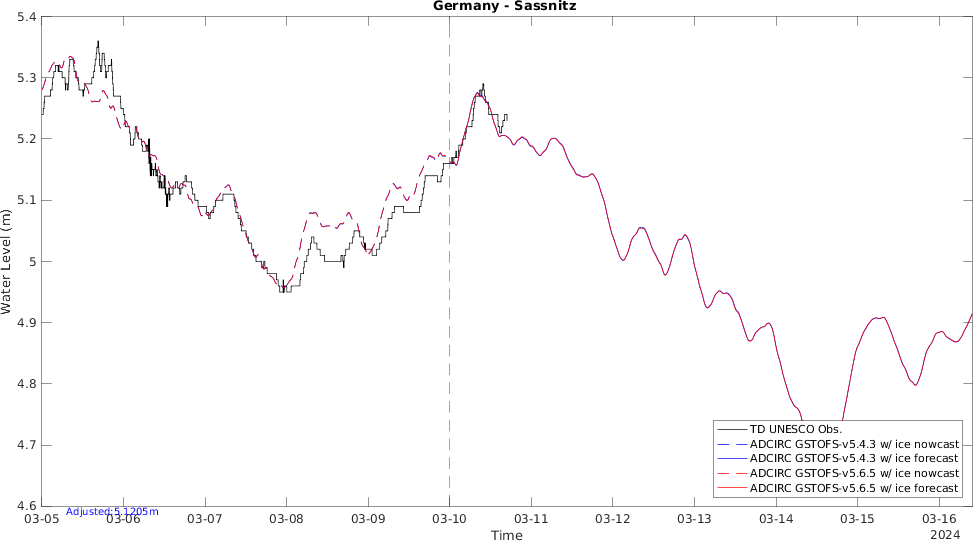 Germany - Sassnitz
Water Level (m)
5.4
5.3
5.2
5.1
5
4.9
4.8
4.7
4.6
TD UNESCO Obs.
ADCIRC GSTOFS-v5.4.3 w/ ice nowcast
ADCIRC GSTOFS-v5.4.3 w/ ice forecast
ADCIRC GSTOFS-v5.6.5 w/ ice nowcast
ADCIRC GSTOFS-v5.6.5 w/ ice forecast
Adjusted:5.1205m
03-05 03-06 03-07 03-08 03-09 03-10 03-11 03-12 03-13 03-14 03-15 03-16
Time
2024